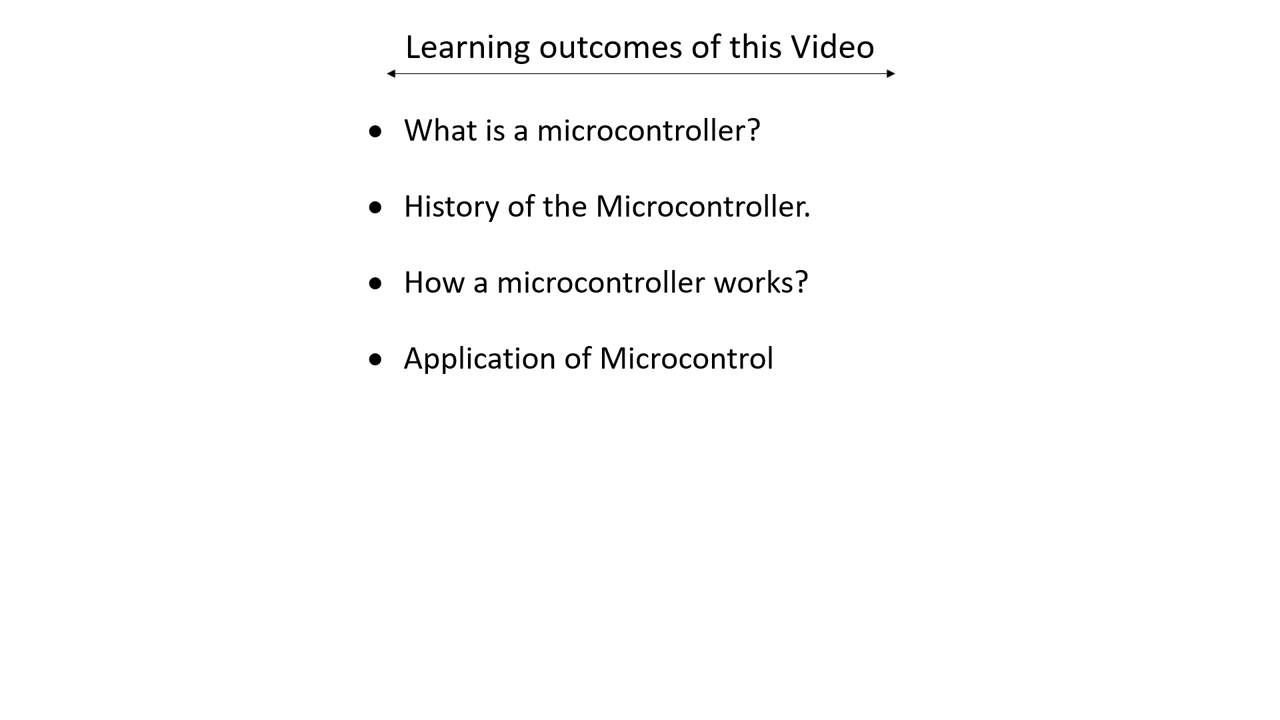 Learning outcomes of this Video
● What is a microcontroller?
● History of the Microcontroller.
● How a microcontroller works?
● Application of Microcontrol